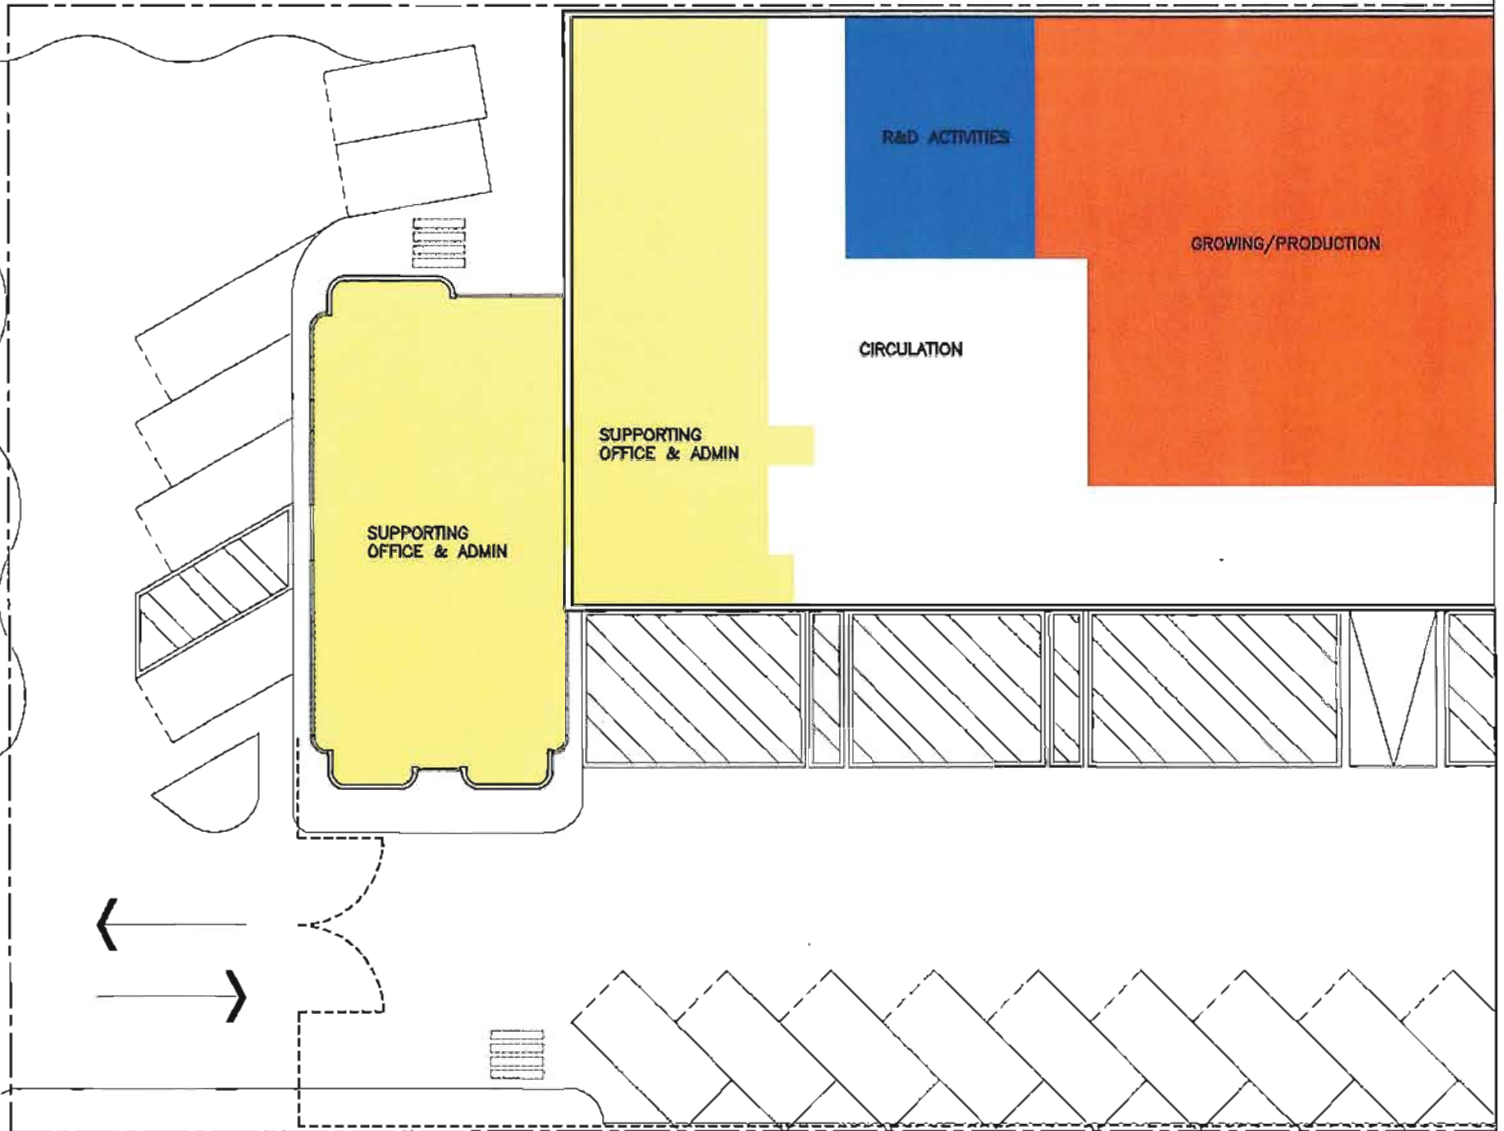 R&D ACTIVITIES
GROWING/PRODUCTION
CIRCULATION
SUPPORTING
OFFICE & ADMIN
SUPPORTING
OFFICE & ADMIN